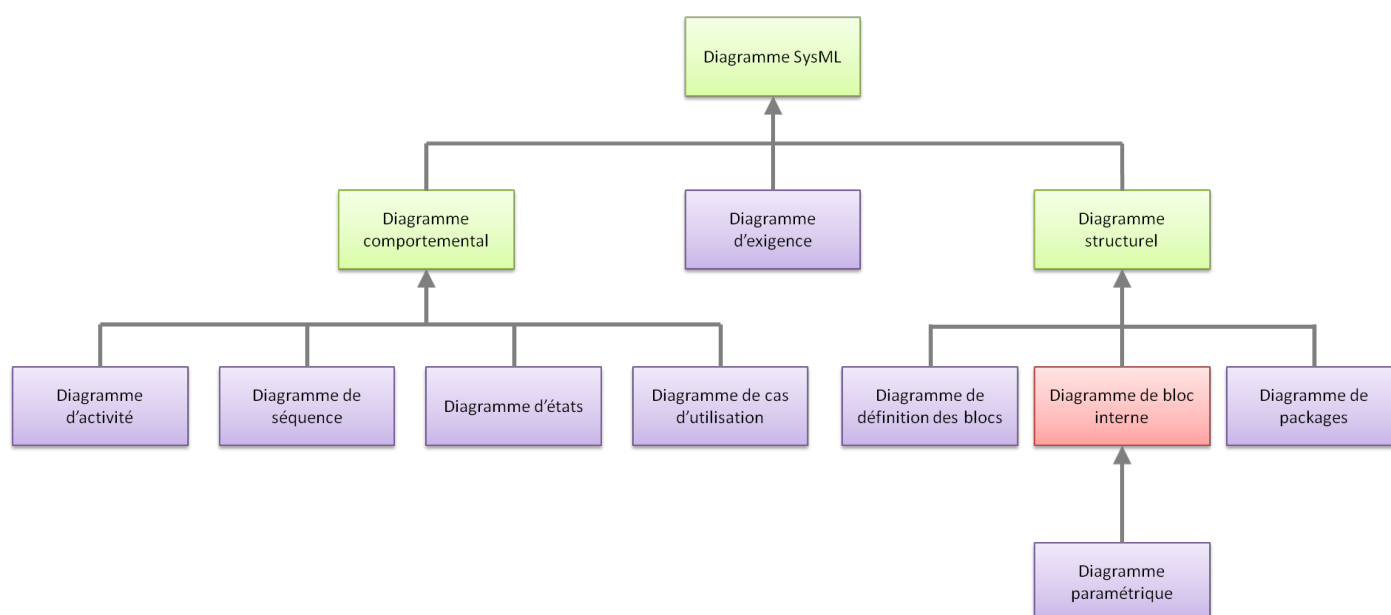 Diagramme SysML
Diagramme
comportemental
Diagramme
d'exigence
Diagramme
structurel
Diagramme
d'activité
Diagramme de
séquence
Diagramme d'états
Diagramme de cas
d'utilisation
Diagramme de
définition des blocs
Diagramme de bloc
interne
Diagramme de
packages
Diagramme
paramétrique